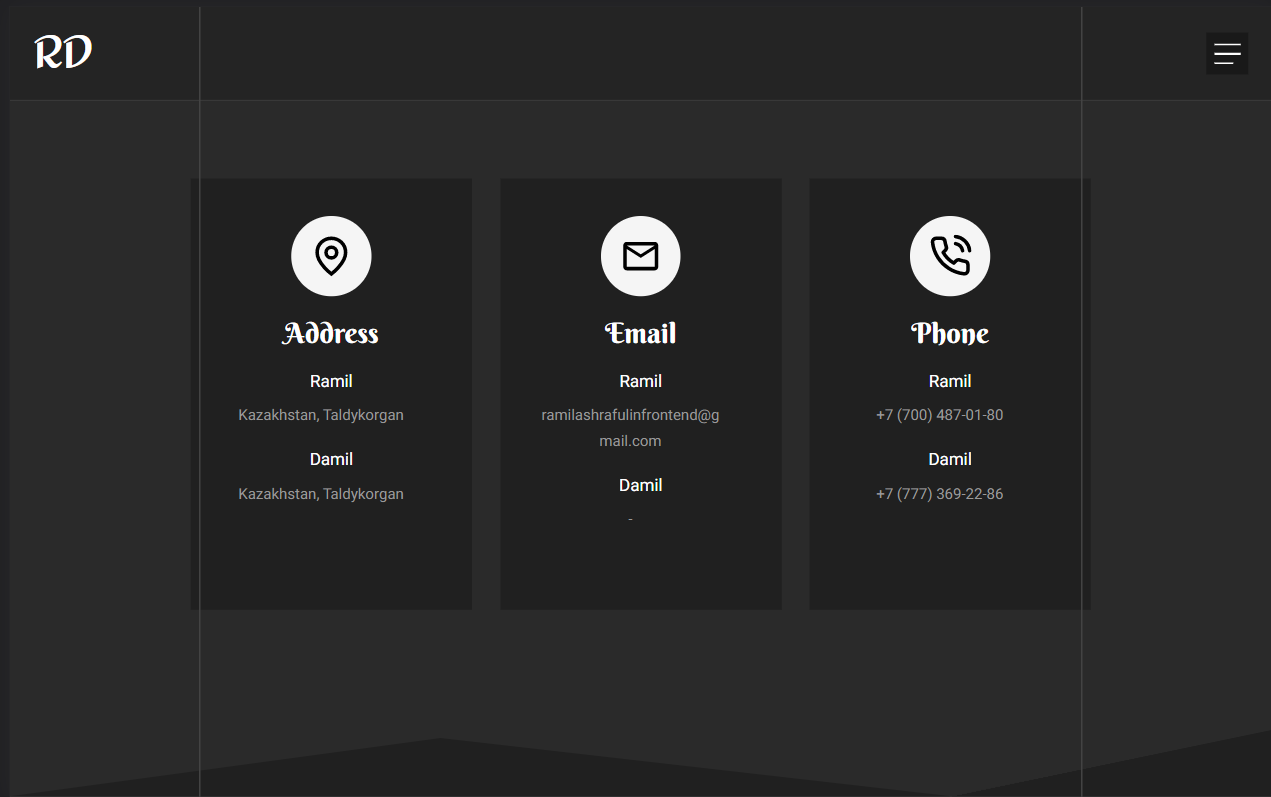 RD
Address
Ramil
Kazakhstan, Taldykorgan
Damil
Kazakhstan, Taldykorgan
Email
Ramil
ramilashrafulinfrontend@g
mail.com
Damil
-
Phone
Ramil
+7 (700) 487-01-80
Damil
+7 (777) 369-22-86